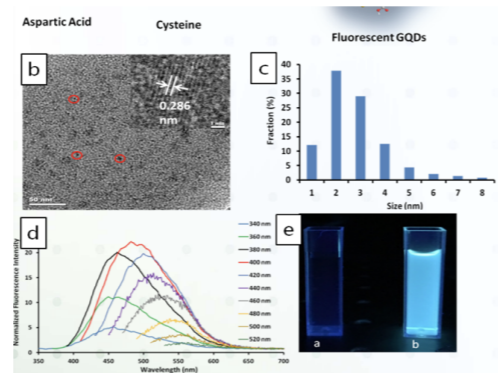 Aspartic Acid
Cysteine
Fluorescent GQDs
b
0.286
nm
50 nm
c
Fraction (%)
40
35
30
25
20
15
10
5
0
1 2 3 4 5 6 7 8
Size (nm)
d
Normalized Fluorescence Intensity
20
15
10
5
0
350 400 450 500 550 600 650 700
Wavelength (nm)
340 nm
360 nm
380 nm
400 nm
420 nm
440 nm
460 nm
480 nm
500 nm
520 nm
e
a
b